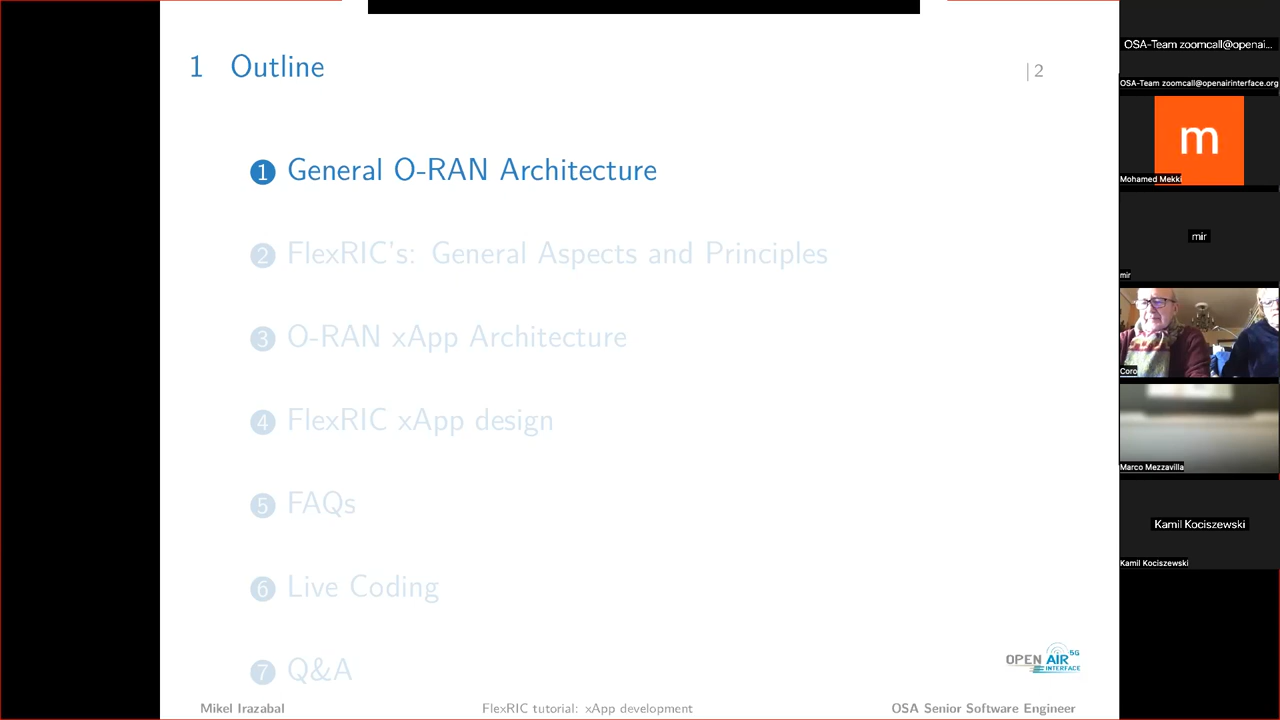 1 Outline
| 2
1 General O-RAN Architecture
2 FlexRIC's: General Aspects and Principles
3 O-RAN xApp Architecture
4 FlexRIC xApp design
5 FAQs
6 Live Coding
7 Q&A
OPEN AIR 5G
INTERFACE
Mikel Irazabal
FlexRIC tutorial: xApp development
OSA Senior Software Engineer
OSA-Team zoomcall@openai...
OSA-Team zoomcall@openairinterface.org
m
Mohamed Mekki
mir
mir
Coro
Marco Mezzavilla
Kamil Kociszewski
Kamil Kociszewski